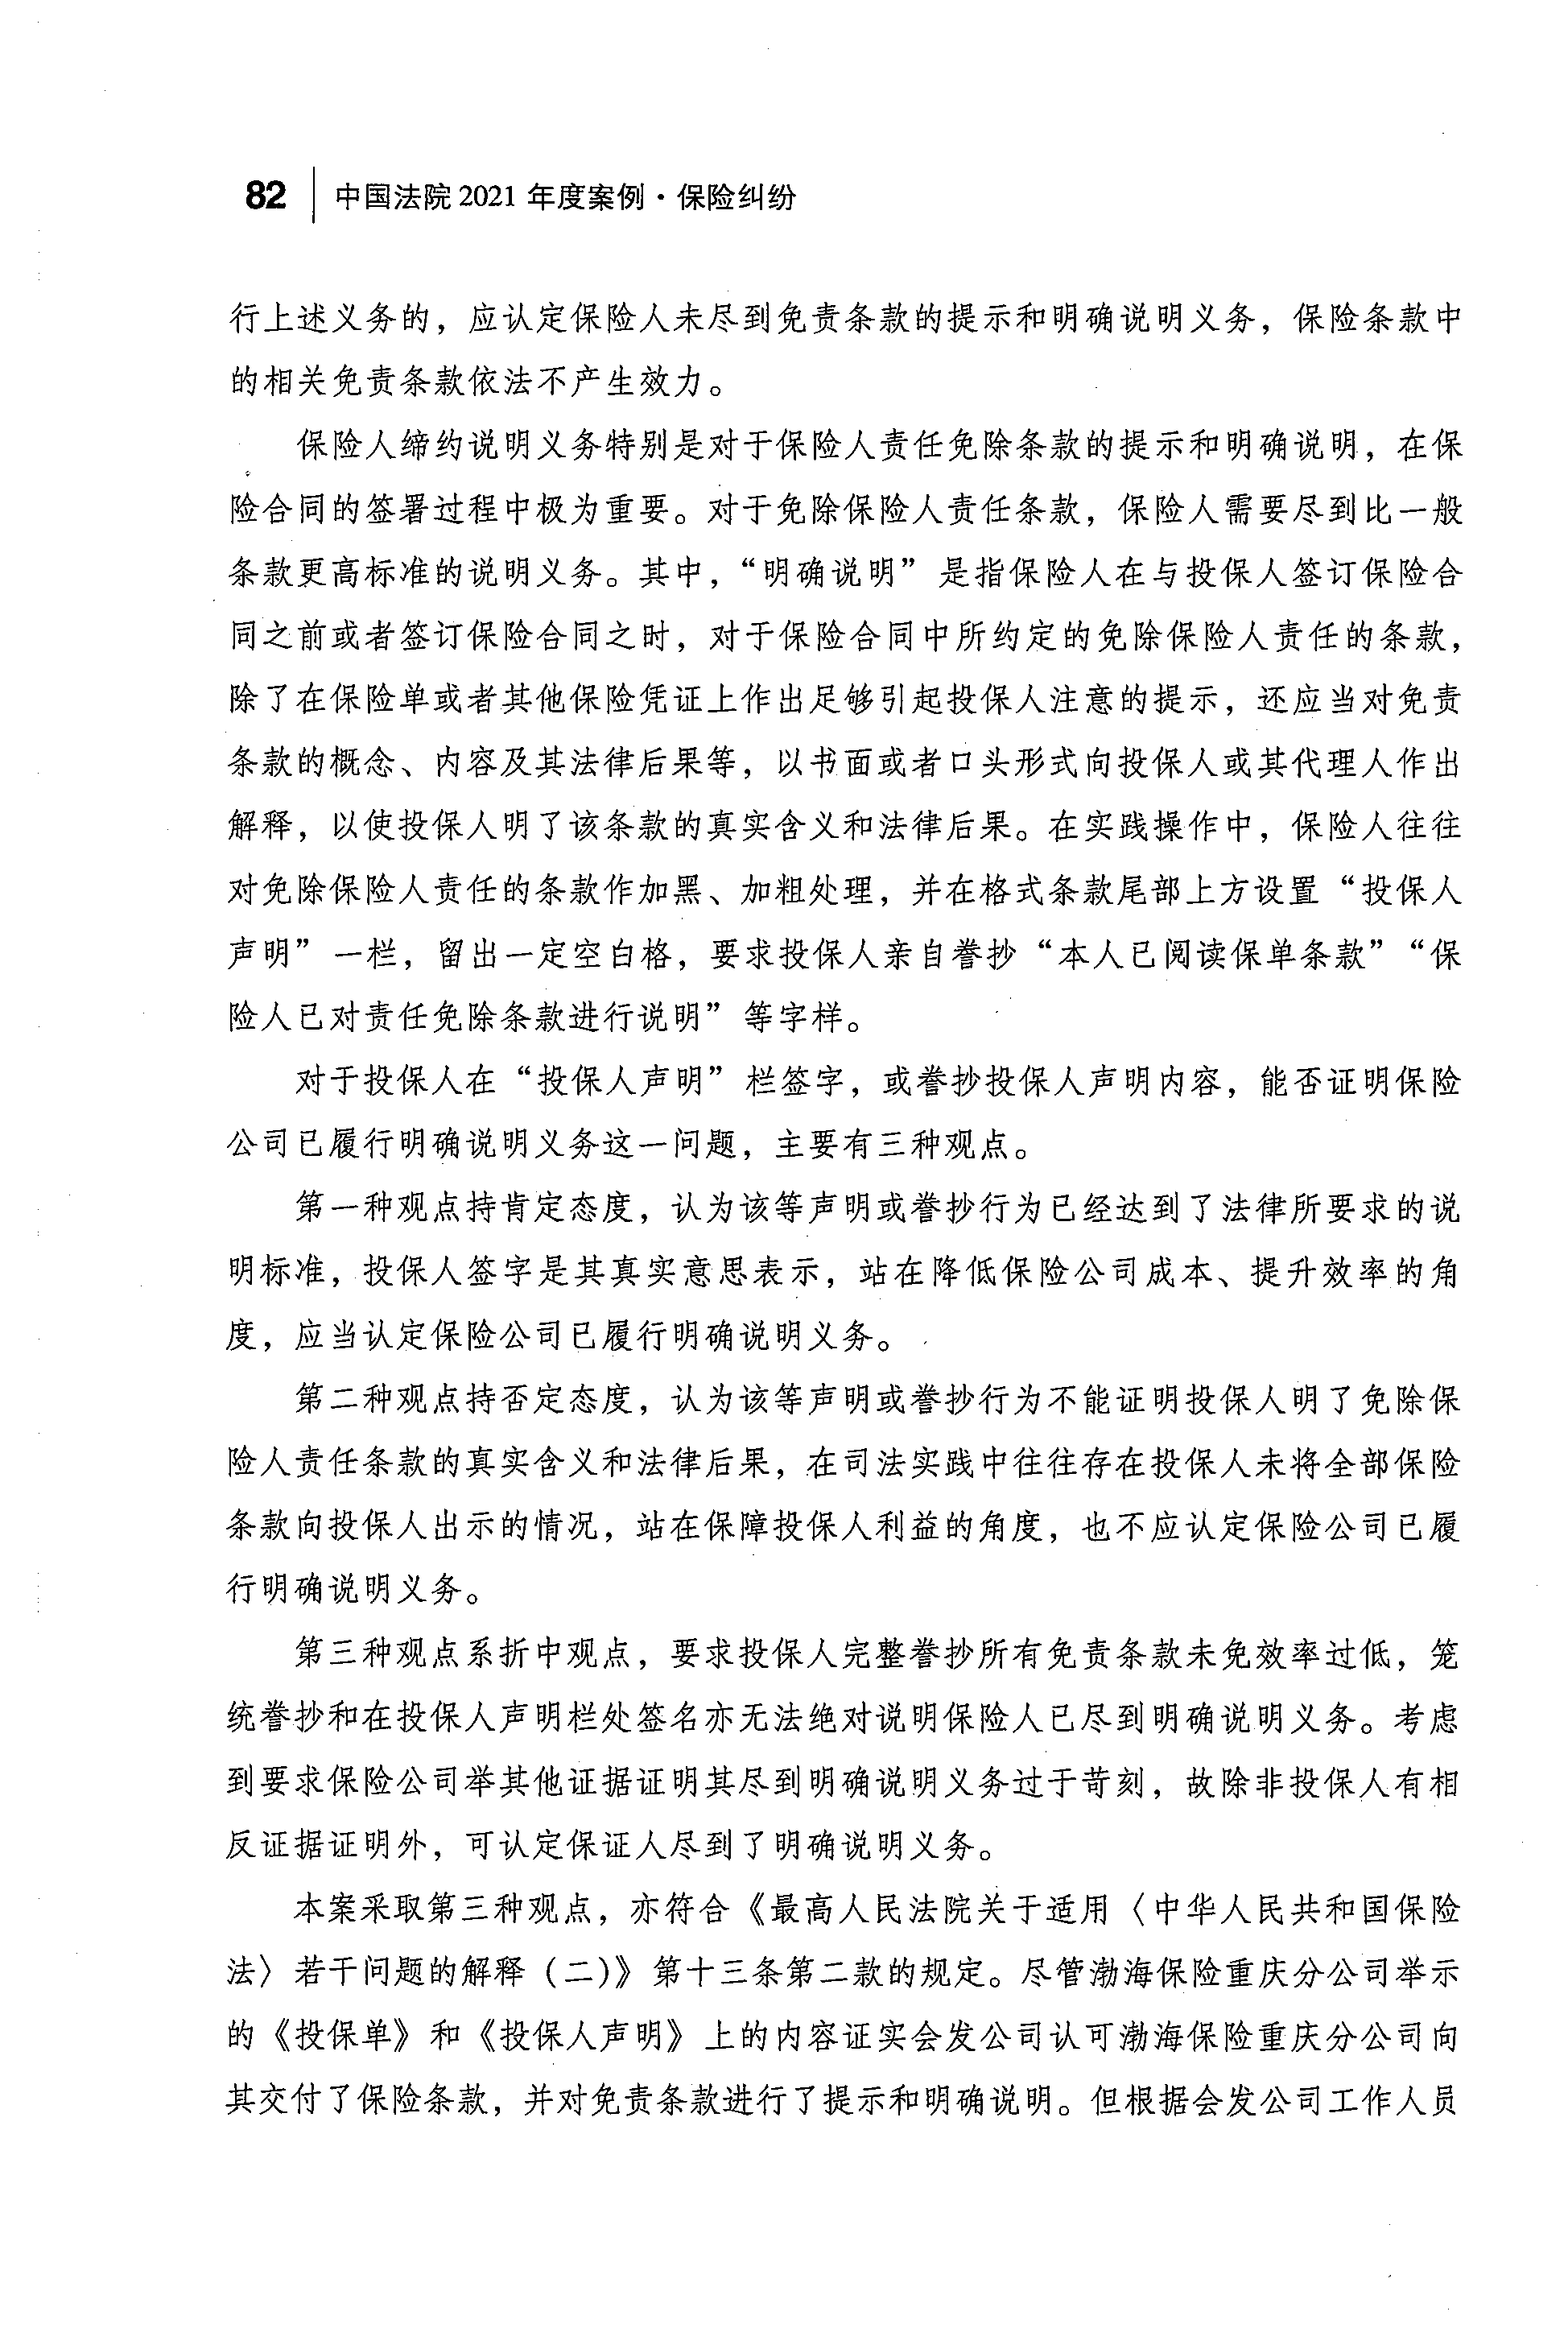 82 中国法院 2021 年度案例·保险纠纷
行上述义务的，应认定保险人未尽到免责条款的提示和明确说明义务，保险条款中
的相关免责条款依法不产生效力。
保险人缔约说明义务特别是对于保险人责任免除条款的提示和明确说明，在保
险合同的签署过程中极为重要。对于免除保险人责任条款，保险人需要尽到比一般
条款更高标准的说明义务。其中，“明确说明”是指保险人在与投保人签订保险合
同之前或者签订保险合同之时，对于保险合同中所约定的免除保险人责任的条款，
除了在保险单或者其他保险凭证上作出足够引起投保人注意的提示，还应当对免责
条款的概念、内容及其法律后果等，以书面或者口头形式向投保人或其代理人作出
解释，以使投保人明了该条款的真实含义和法律后果。在实践操作中，保险人往往
对免除保险人责任的条款作加黑、加粗处理，并在格式条款尾部上方设置“投保人
声明”一栏，留出一定空白格，要求投保人亲自誊抄“本人已阅读保单条款”“保
险人已对责任免除条款进行说明”等字样。
对于投保人在“投保人声明”栏签字，或誊抄投保人声明内容，能否证明保险
公司已履行明确说明义务这一问题，主要有三种观点。
第一种观点持肯定态度，认为该等声明或誊抄行为已经达到了法律所要求的说
明标准，投保人签字是其真实意思表示，站在降低保险公司成本、提升效率的角
度，应当认定保险公司已履行明确说明义务。
第二种观点持否定态度，认为该等声明或誊抄行为不能证明投保人明了免除保
险人责任条款的真实含义和法律后果，在司法实践中往往存在投保人未将全部保险
条款向投保人出示的情况，站在保障投保人利益的角度，也不应认定保险公司已履
行明确说明义务。
第三种观点系折中观点，要求投保人完整誊抄所有免责条款未免效率过低，笼
统誊抄和在投保人声明栏处签名亦无法绝对说明保险人已尽到明确说明义务。考虑
到要求保险公司举其他证据证明其尽到明确说明义务过于苛刻，故除非投保人有相
反证据证明外，可认定保证人尽到了明确说明义务。
本案采取第三种观点，亦符合《最高人民法院关于适用〈中华人民共和国保险
法〉若干问题的解释（二）》第十三条第二款的规定。尽管渤海保险重庆分公司举示
的《投保单》和《投保人声明》上的内容证实会发公司认可渤海保险重庆分公司向
其交付了保险条款，并对免责条款进行了提示和明确说明。但根据会发公司工作人员